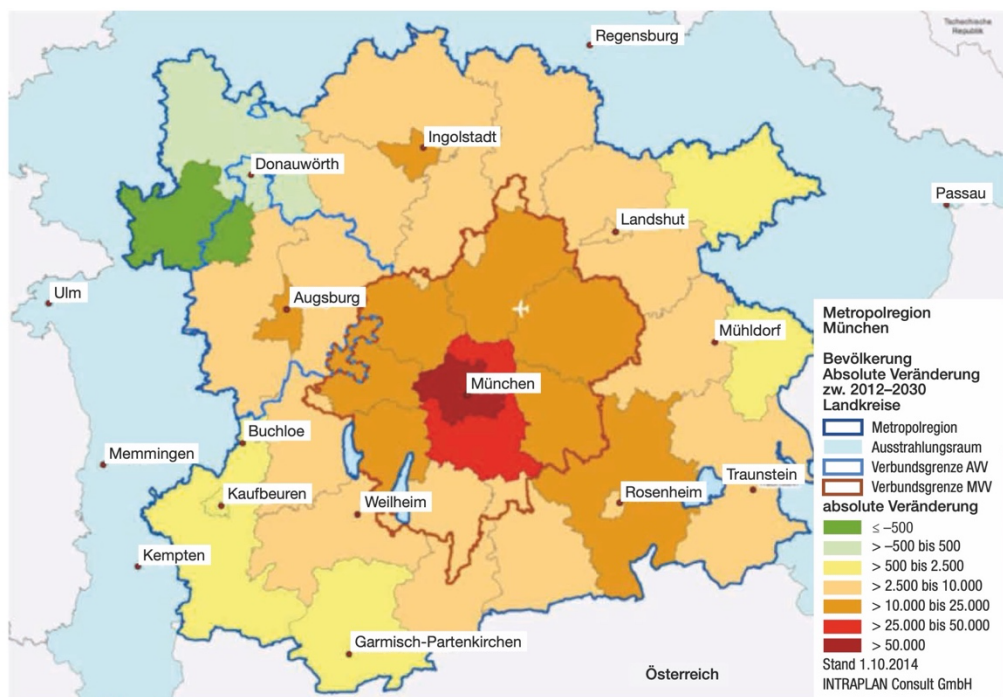 Tschechische
Republik
Regensburg
Ingolstadt
Donauwörth
Passau
Landshut
Ulm
Augsburg
Mühldorf
München
Buchloe
Memmingen
Kaufbeuren
Weilheim
Rosenheim
Traunstein
Kempten
Garmisch-Partenkirchen
Österreich
Metropolregion
München
Bevölkerung
Absolute Veränderung
zw. 2012–2030
Landkreise
Metropolregion
Ausstrahlungsraum
Verbundsgrenze AVV
Verbundsgrenze MVV
absolute Veränderung
≤ –500
> –500 bis 500
> 500 bis 2.500
> 2.500 bis 10.000
> 10.000 bis 25.000
> 25.000 bis 50.000
> 50.000
Stand 1.10.2014
INTRAPLAN Consult GmbH